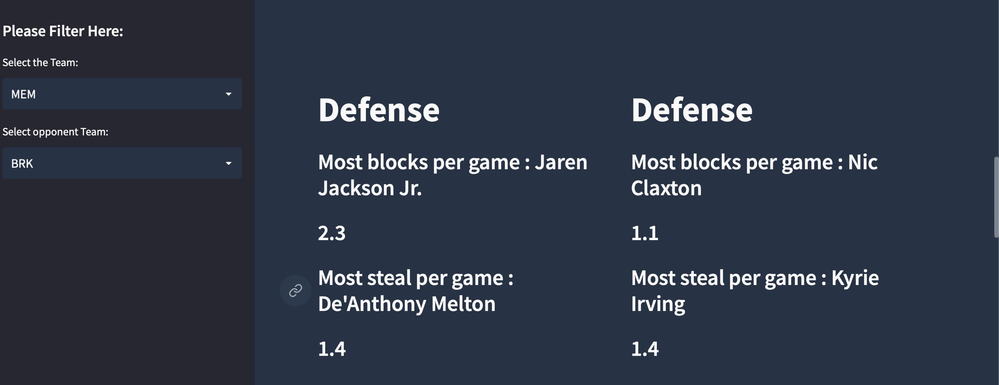 Please Filter Here:
Select the Team:
MEM
Select opponent Team:
BRK
Defense
Most blocks per game : Jaren
Jackson Jr.
2.3
Most steal per game :
De'Anthony Melton
1.4
Defense
Most blocks per game : Nic
Claxton
1.1
Most steal per game : Kyrie
Irving
1.4